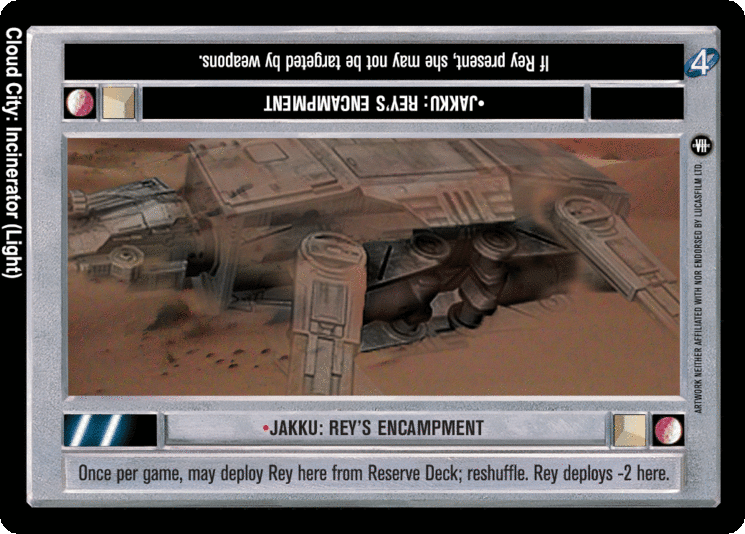 If Rey present, she may not be targeted by weapons.
•JAKKU: REY'S ENCAMPMENT
4
VII
Cloud City: Incinerator (Light)
ARTWORK NEITHER AFFILIATED WITH NOR ENDORSED BY LUCASFILM LTD.
•JAKKU: REY'S ENCAMPMENT
Once per game, may deploy Rey here from Reserve Deck; reshuffle. Rey deploys -2 here.